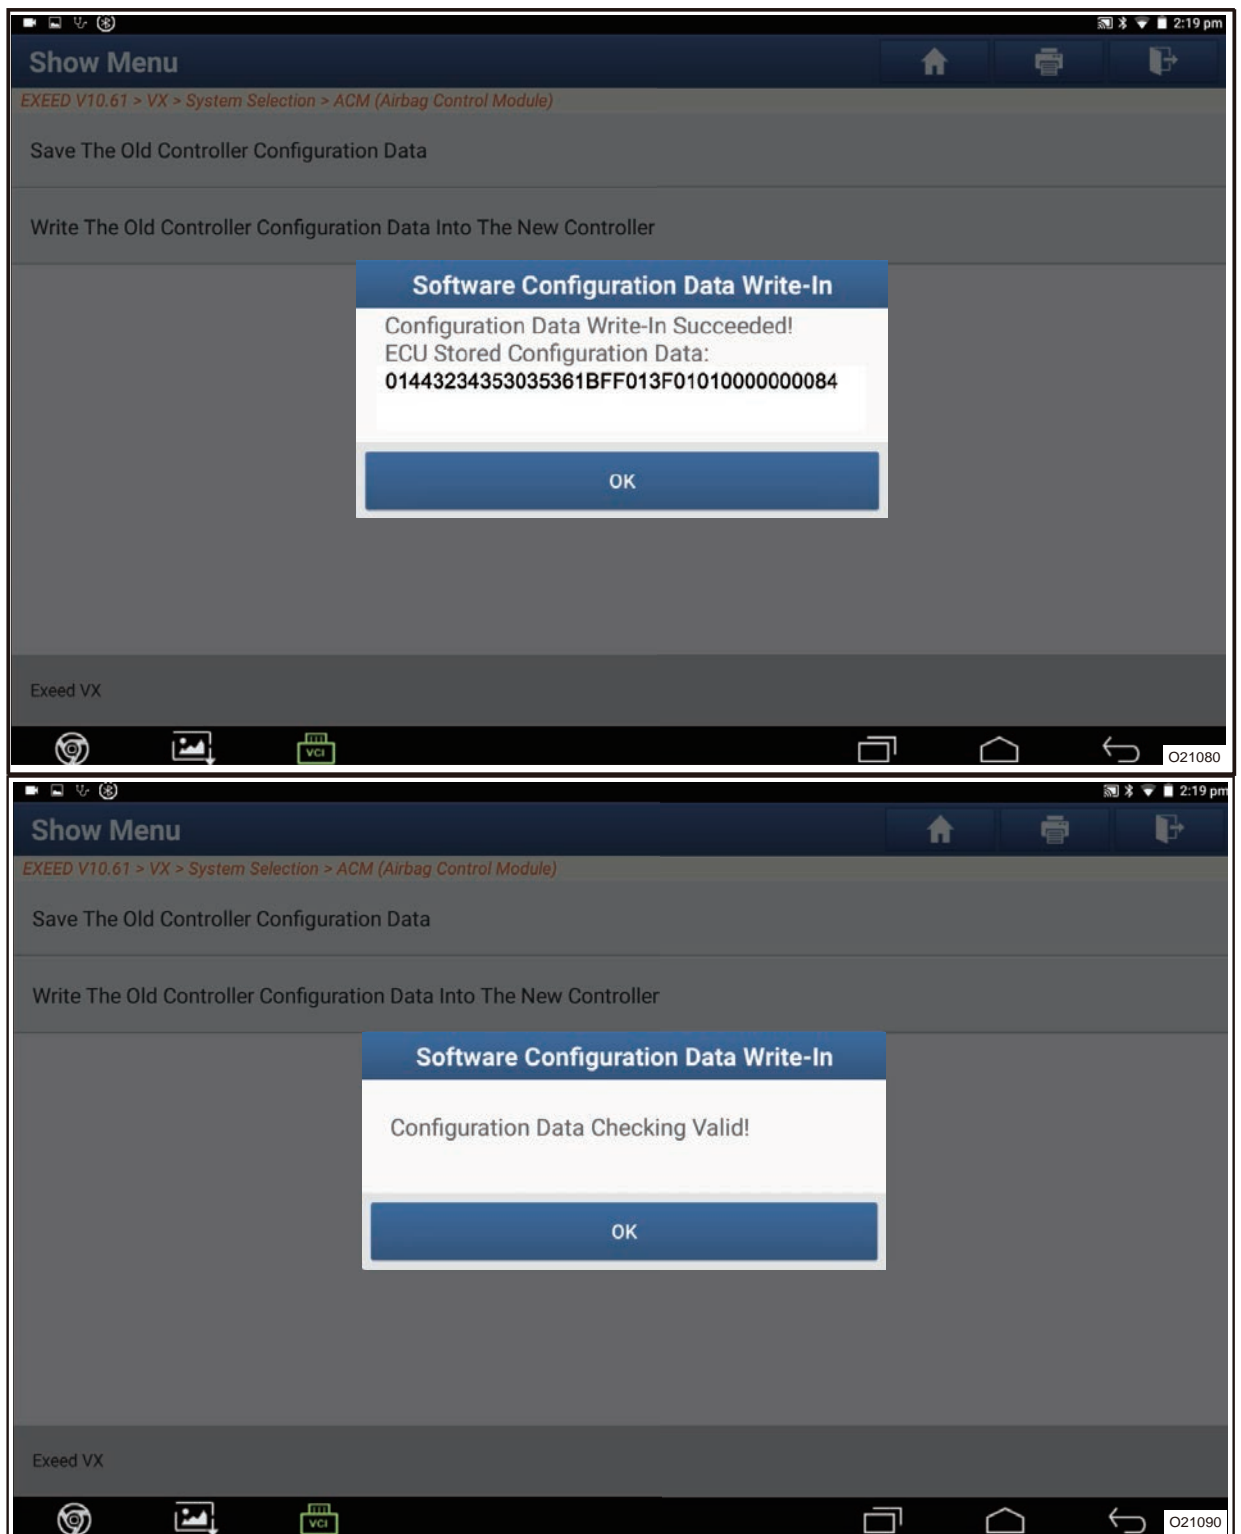 2:19 pm
Show Menu
EXEED V10.61 > VX > System Selection > ACM (Airbag Control Module)
Save The Old Controller Configuration Data
Write The Old Controller Configuration Data Into The New Controller
Software Configuration Data Write-In
Configuration Data Write-In Succeeded!
ECU Stored Configuration Data:
01443234353035361BFF013F01010000000084
OK
Exeed VX
VCI
O21080
2:19 pm
Show Menu
EXEED V10.61 > VX > System Selection > ACM (Airbag Control Module)
Save The Old Controller Configuration Data
Write The Old Controller Configuration Data Into The New Controller
Software Configuration Data Write-In
Configuration Data Checking Valid!
OK
Exeed VX
VCI
O21090